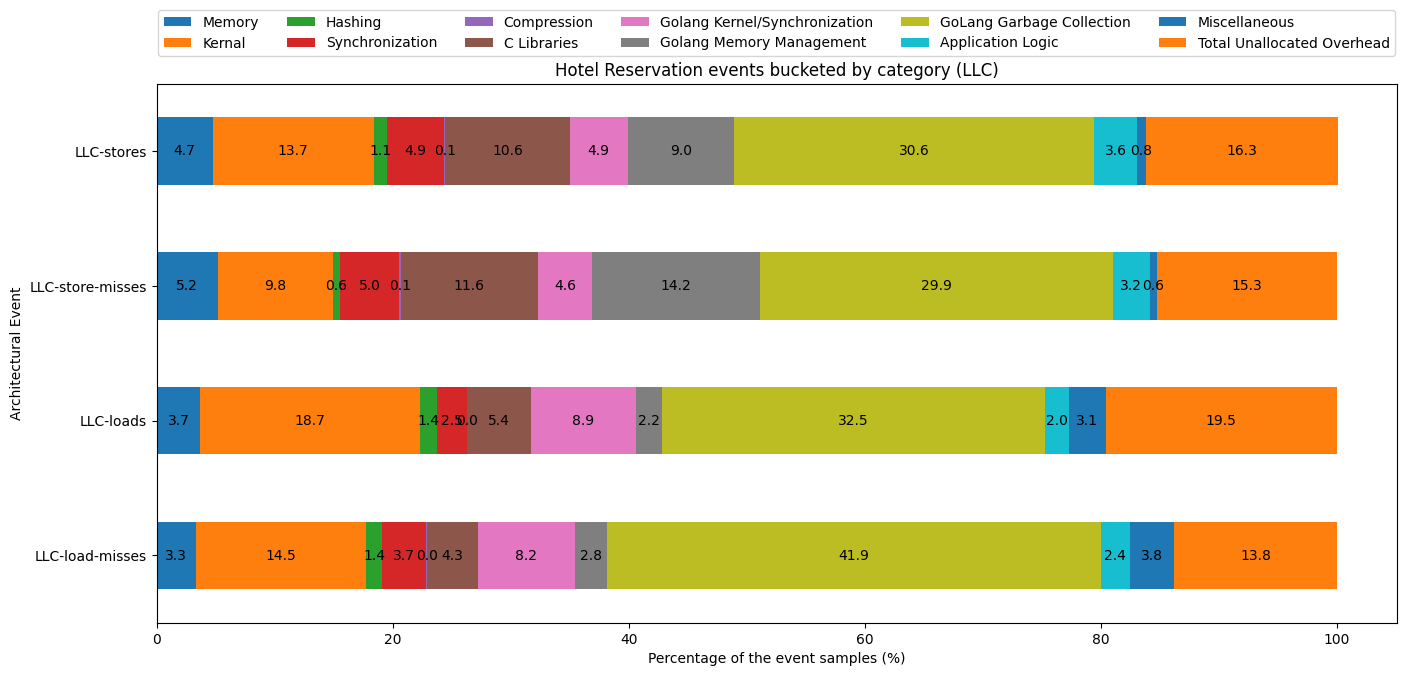 Memory Hashing Compression Golang Kernel/Synchronization GoLang Garbage Collection Miscellaneous
Kernal Synchronization C Libraries Golang Memory Management Application Logic Total Unallocated Overhead
Hotel Reservation events bucketed by category (LLC)
LLC-stores 4.7 13.7 1.1 4.9 0.1 10.6 4.9 9.0 30.6 3.6 0.8 16.3
LLC-store-misses 5.2 9.8 0.6 5.0 0.1 11.6 4.6 14.2 29.9 3.2 0.6 15.3
LLC-loads 3.7 18.7 1.4 2.5 0.0 5.4 8.9 2.2 32.5 2.0 3.1 19.5
LLC-load-misses 3.3 14.5 1.4 3.7 0.0 4.3 8.2 2.8 41.9 2.4 3.8 13.8
Architectural Event
0 20 40 60 80 100
Percentage of the event samples (%)